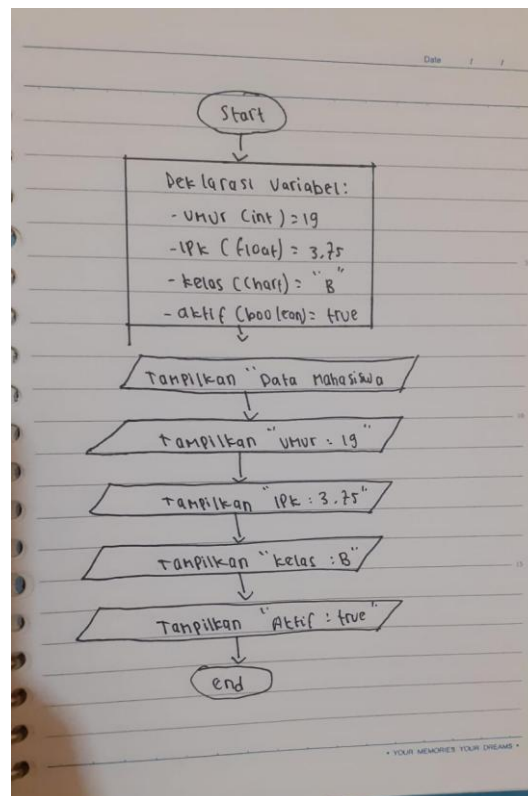 Date / /
Start
Deklarasi Variabel:
- UMUR (int) = 19
- IPK (float) = 3.75
- kelas (chart) = "B"
- aktif (boolean) = true
Tampilkan "Data Mahasiswa
Tampilkan "UMUR : 19"
Tampilkan "IPK : 3.75"
Tampilkan "kelas : B"
Tampilkan "Aktif : true"
end
• YOUR MEMORIES YOUR DREAMS •